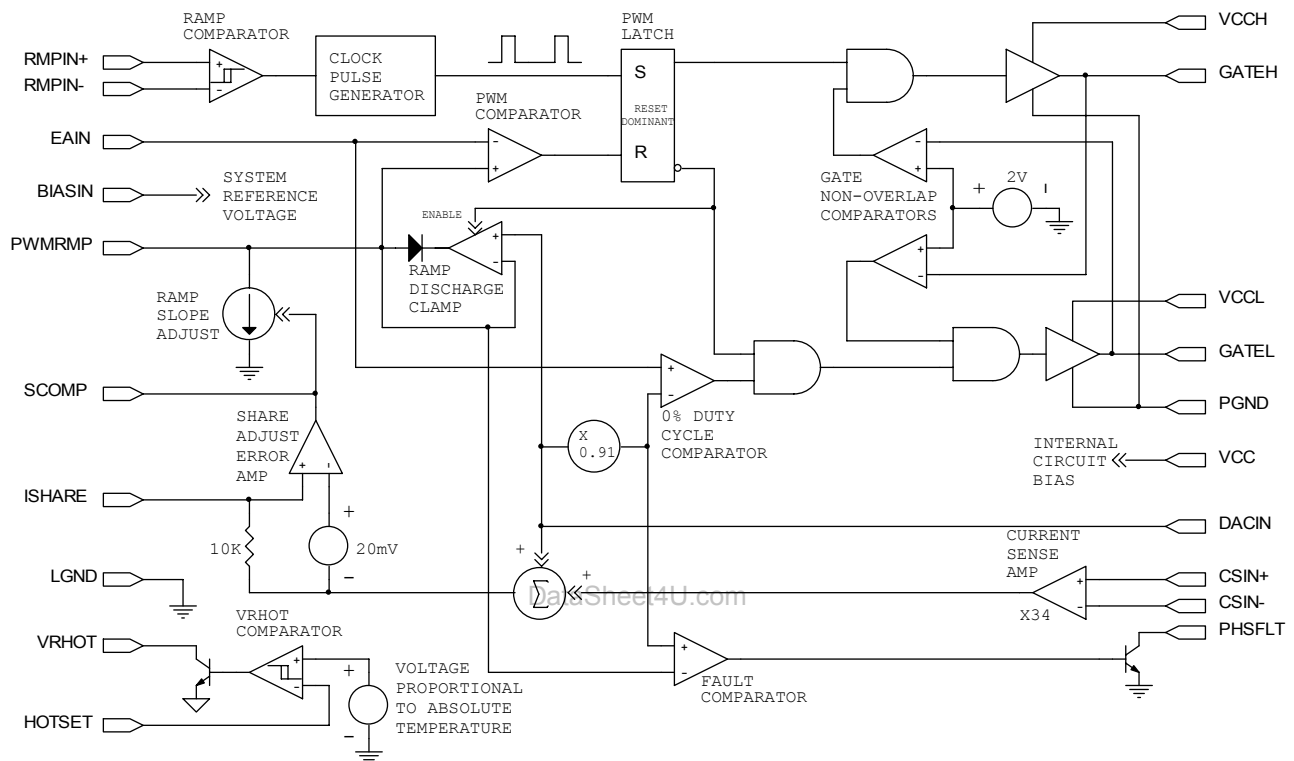 RAMP
COMPARATOR
PWM
LATCH
VCCH
RMPIN+
RMPIN-
+
-
CLOCK
PULSE
GENERATOR
S
RESET
DOMINANT
R
GATEH
PWM
COMPARATOR
EAIN
-
+
-
+
BIASIN
SYSTEM
REFERENCE
VOLTAGE
GATE
NON-OVERLAP
COMPARATORS
+
2V
-
ENABLE
PWMRMP
+
-
+
-
RAMP
DISCHARGE
CLAMP
RAMP
SLOPE
ADJUST
VCCL
GATEL
SCOMP
+
-
0% DUTY
CYCLE
COMPARATOR
PGND
SHARE
ADJUST
ERROR
AMP
+
-
X
0.91
INTERNAL
CIRCUIT
BIAS
VCC
ISHARE
10K
+
20mV
-
DACIN
CURRENT
SENSE
AMP
+
Σ
+
+
-
X34
CSIN+
CSIN-
LGND
DataSheet4U.com
VRHOT
COMPARATOR
VRHOT
+
-
+
-
VOLTAGE
PROPORTIONAL
TO ABSOLUTE
TEMPERATURE
+
-
FAULT
COMPARATOR
PHSFLT
HOTSET